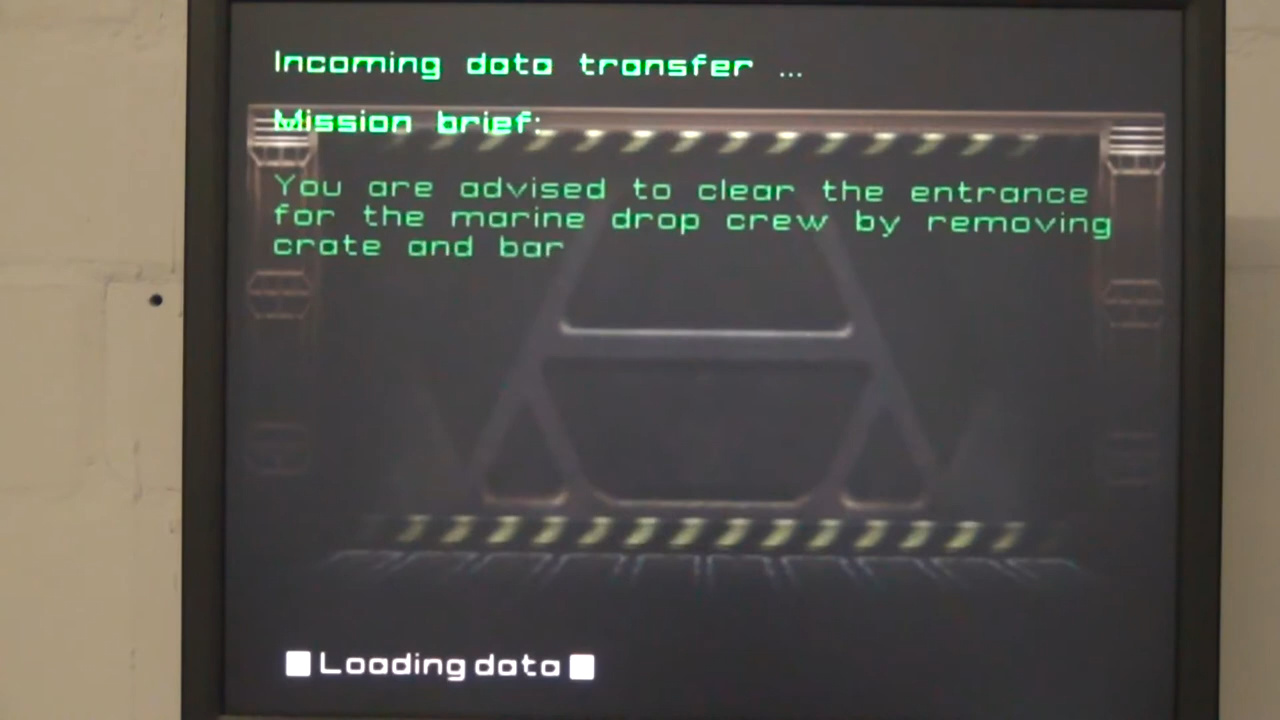 Incoming data transfer ...
Mission brief:
You are advised to clear the entrance
for the marine drop crew by removing
crate and bar
Loading data